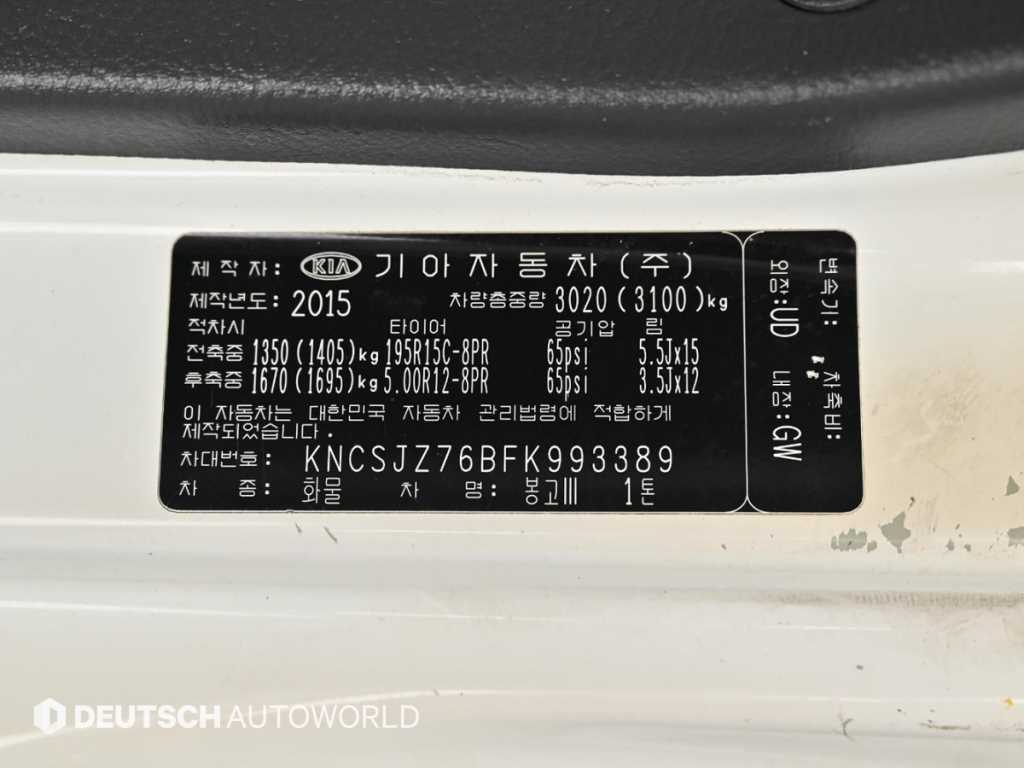 제 작 자: KIA 기아자동차(주)
제작년도: 2015 차량총중량 3020(3100)kg
적차시 타이어 공기압 림
전축중 1350(1405)kg 195R15C-8PR 65psi 5.5Jx15
후축중 1670(1695)kg 5.00R12-8PR 65psi 3.5Jx12
이 자동차는 대한민국 자동차 관리법령에 적합하게
제작되었습니다.
차대번호: KNCSJZ76BFK993389
차 종: 화물 차 명: 봉고III 1톤
변속기: 차축비:
외장:UD 내장:GW
DEUTSCH AUTOWORLD